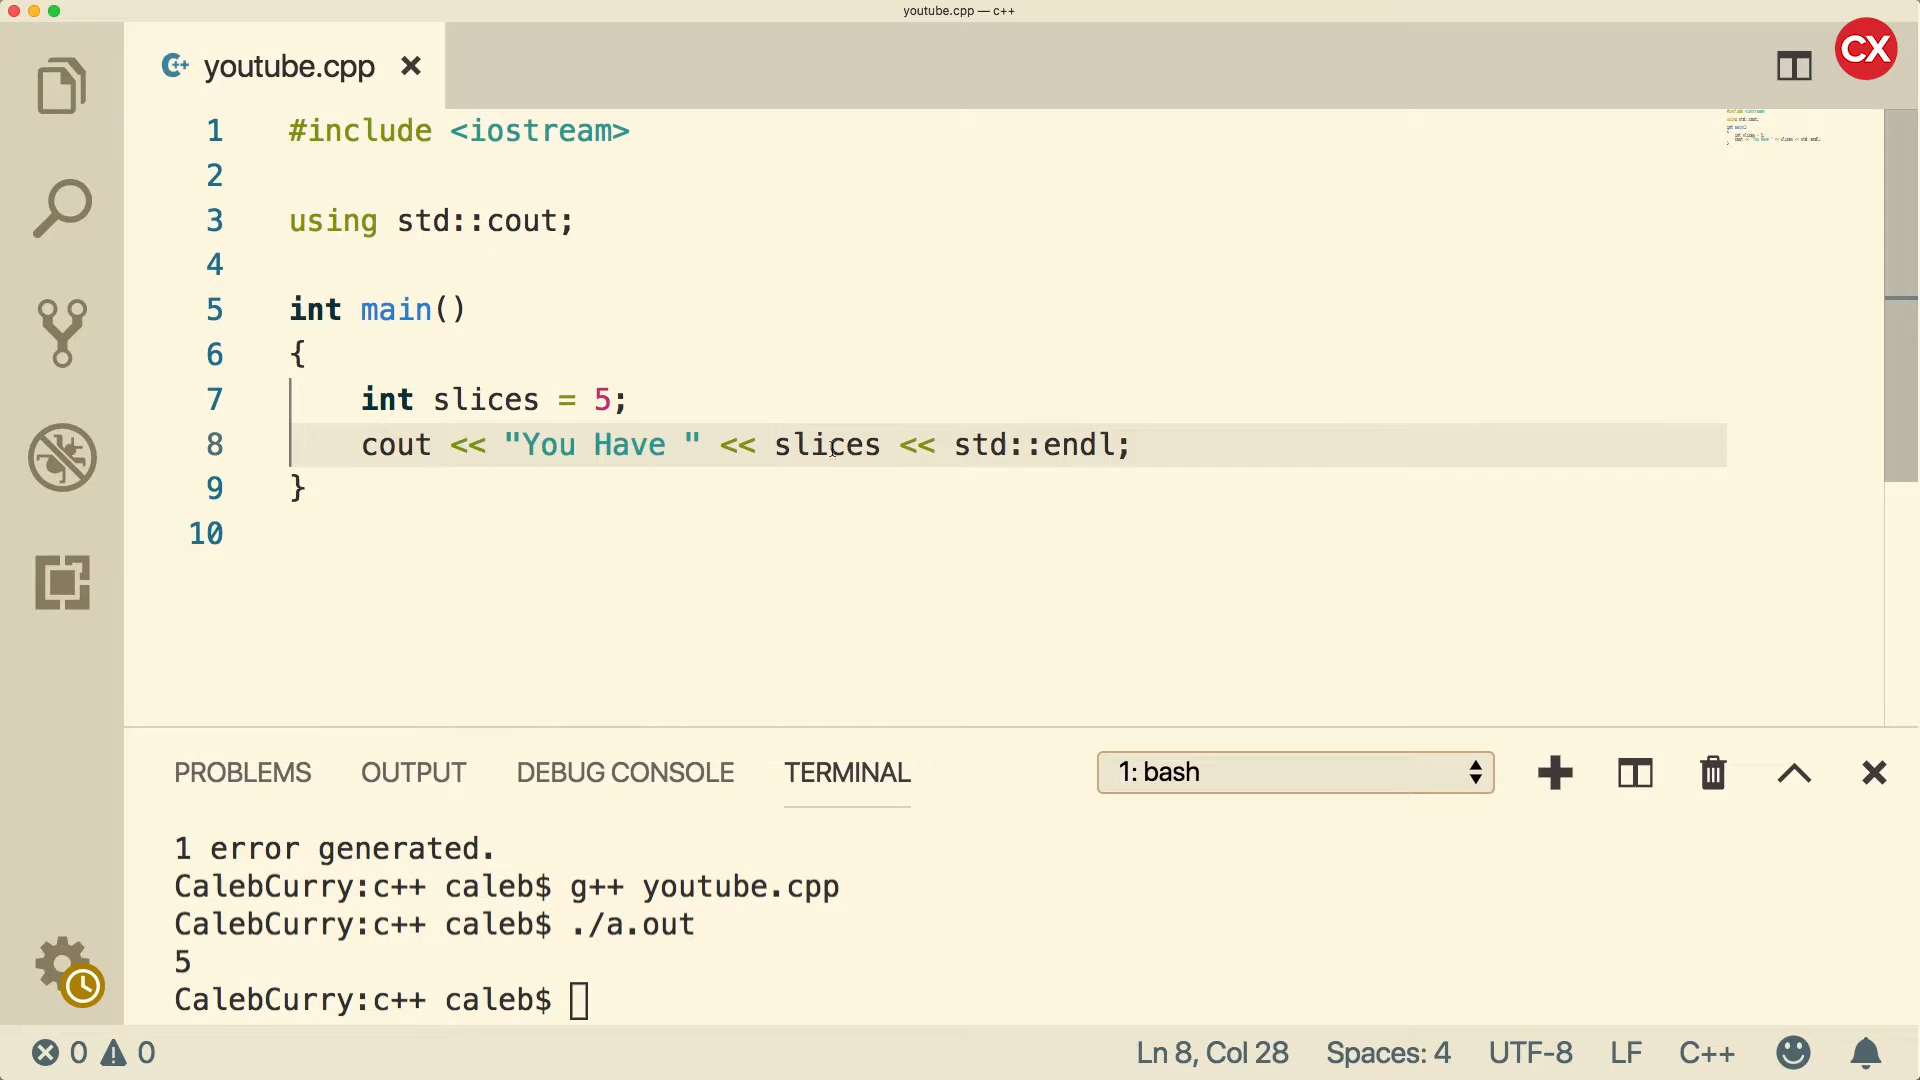 youtube.cpp — c++
youtube.cpp
CX
1 #include <iostream>
2
3 using std::cout;
4
5 int main()
6 {
7     int slices = 5;
8     cout << "You Have " << slices << std::endl;
9 }
10
PROBLEMS OUTPUT DEBUG CONSOLE TERMINAL 1: bash
1 error generated.
CalebCurry:c++ caleb$ g++ youtube.cpp
CalebCurry:c++ caleb$ ./a.out
5
CalebCurry:c++ caleb$
0 0 Ln 8, Col 28 Spaces: 4 UTF-8 LF C++